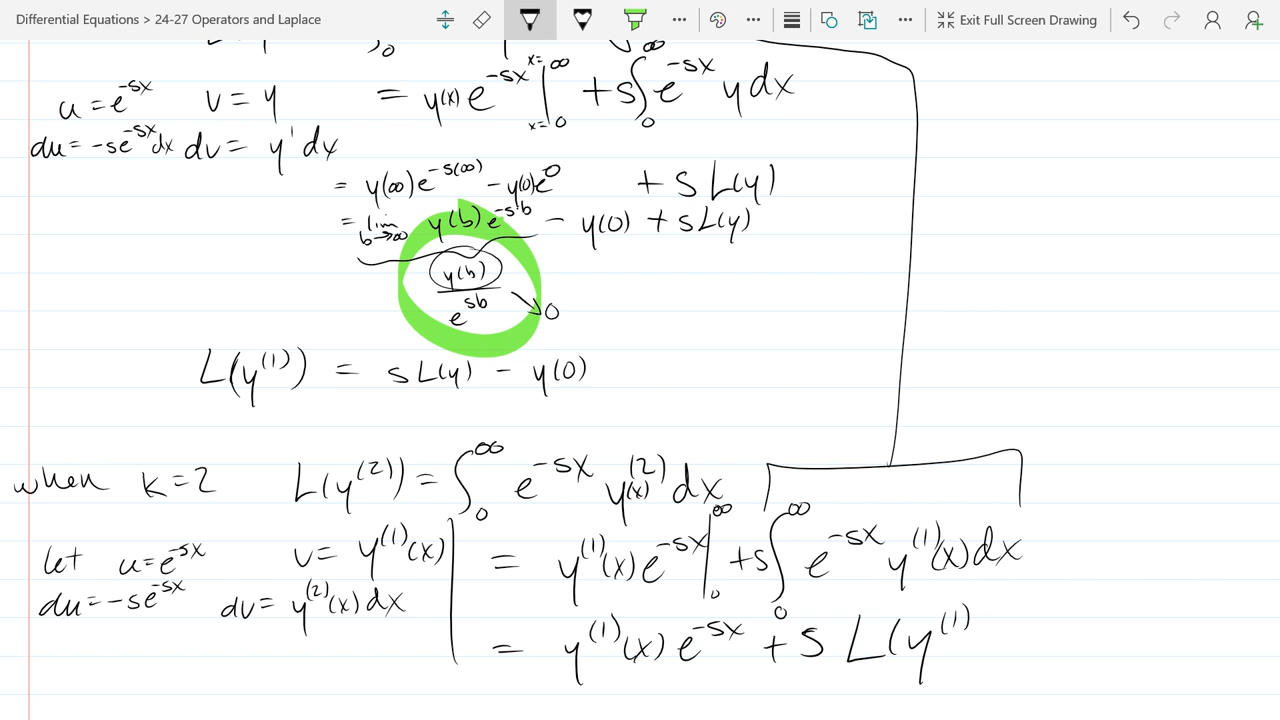 Differential Equations > 24-27 Operators and Laplace
Exit Full Screen Drawing
u = e^{-sx} v = y = y(x) e^{-sx} |_{x=0}^{x=∞} + s ∫_0^∞ e^{-sx} y dx
du = -se^{-sx} dx dv = y' dx
= y(∞) e^{-s(∞)} - y(0) e^0 + s L(y)
= lim_{b→∞} y(b) e^{-s·b} - y(0) + s L(y)
y(b)
e^{sb} ↘ 0
L(y^{(1)}) = s L(y) - y(0)
when k=2 L(y^{(2)}) = ∫_0^∞ e^{-sx} y^{(2)}(x) dx
let u = e^{-sx} v = y^{(1)}(x) = y^{(1)}(x) e^{-sx} |_0^∞ + s ∫_0^∞ e^{-sx} y^{(1)}(x) dx
du = -se^{-sx} dv = y^{(2)}(x) dx
= y^{(1)}(x) e^{-sx} + s L(y^{(1)}